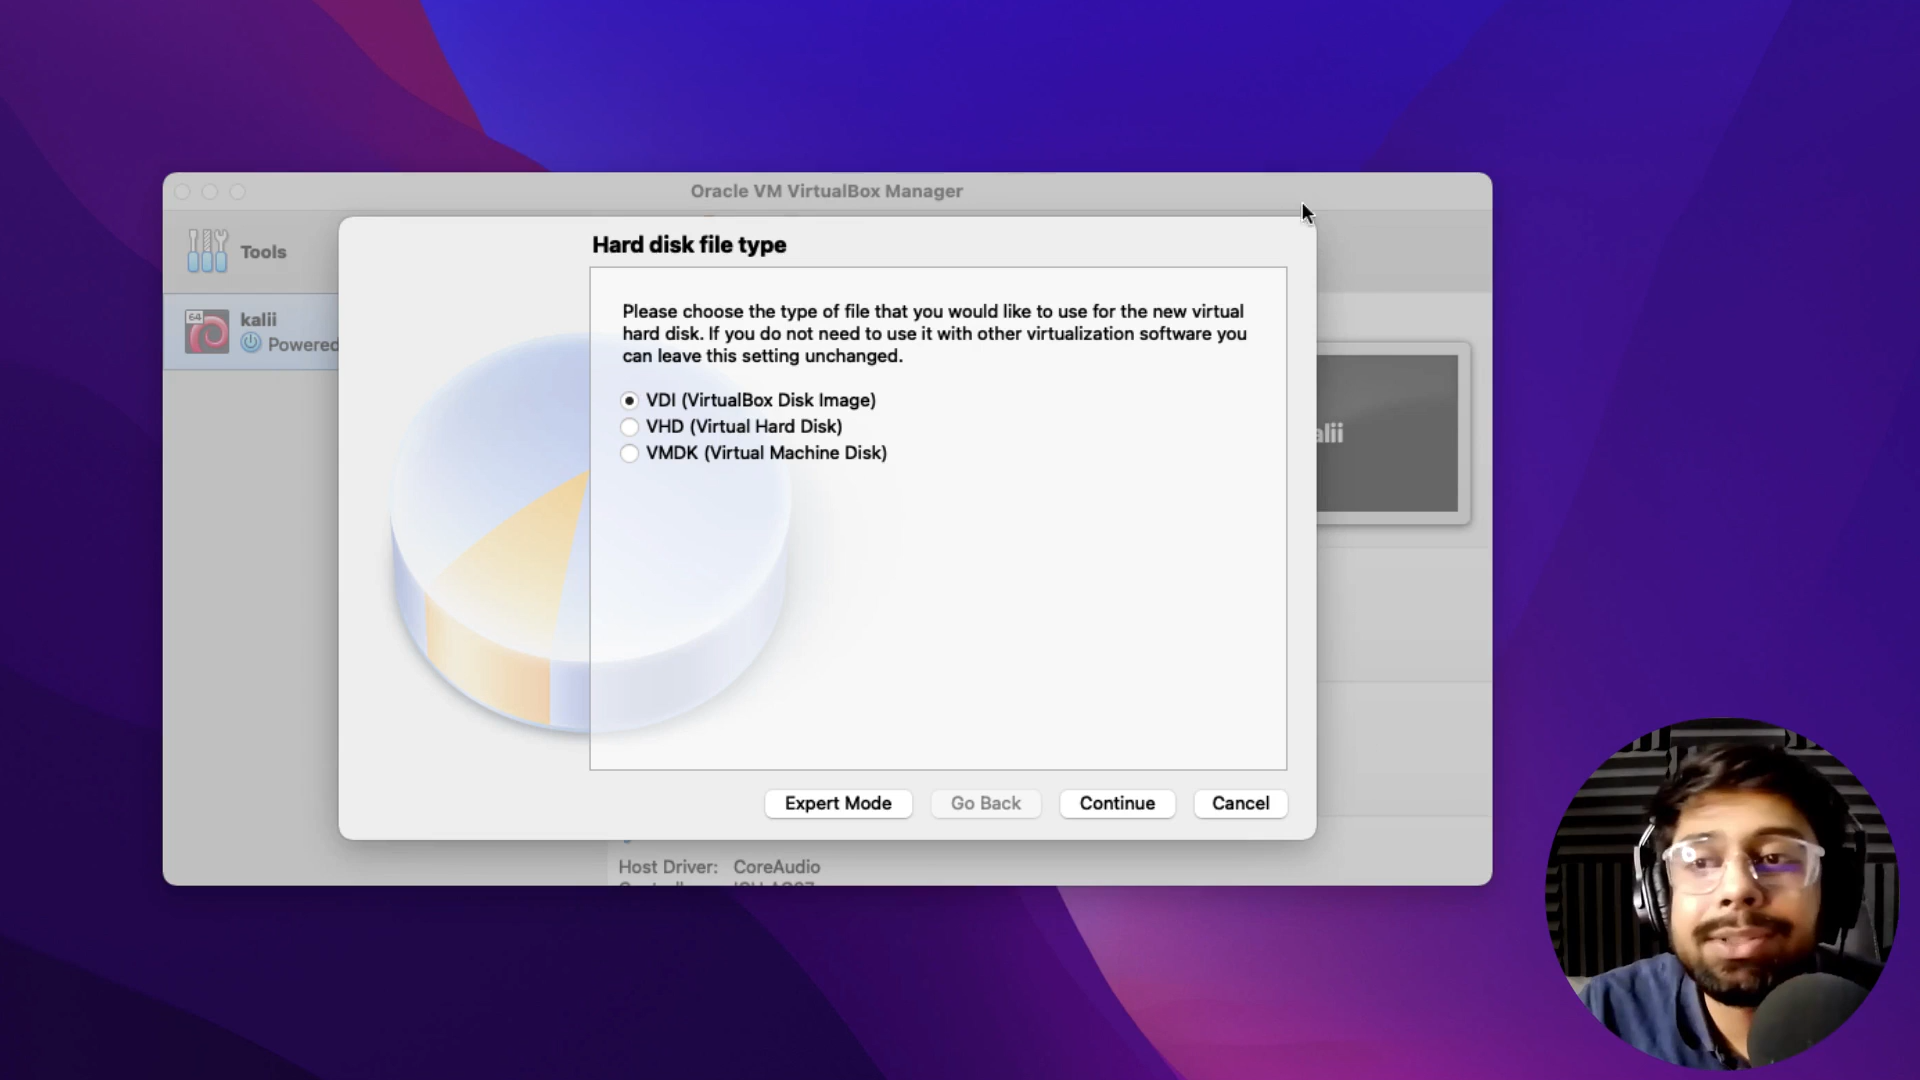 Oracle VM VirtualBox Manager
Tools
Hard disk file type
64
kalii
Powered
Please choose the type of file that you would like to use for the new virtual
hard disk. If you do not need to use it with other virtualization software you
can leave this setting unchanged.
VDI (VirtualBox Disk Image)
VHD (Virtual Hard Disk)
VMDK (Virtual Machine Disk)
alii
Expert Mode
Go Back
Continue
Cancel
Host Driver: CoreAudio